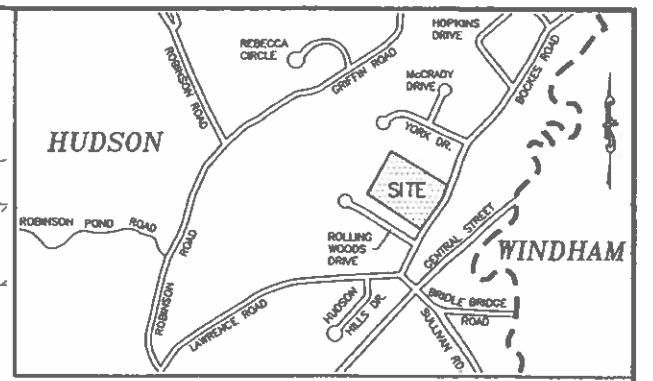 HOPKINS
DRIVE
REBECCA
CIRCLE
ROBINSON ROAD
GRIFFIN ROAD
BOCKES ROAD
McCRADY
DRIVE
YORK DR.
HUDSON
SITE
ROBINSON POND ROAD
ROLLING
WOODS
DRIVE
CENTRAL STREET
WINDHAM
ROBINSON ROAD
LAWRENCE ROAD
HUDSON
HILLS DR.
BRIDLE BRIDGE
ROAD
SULLIVAN RD.